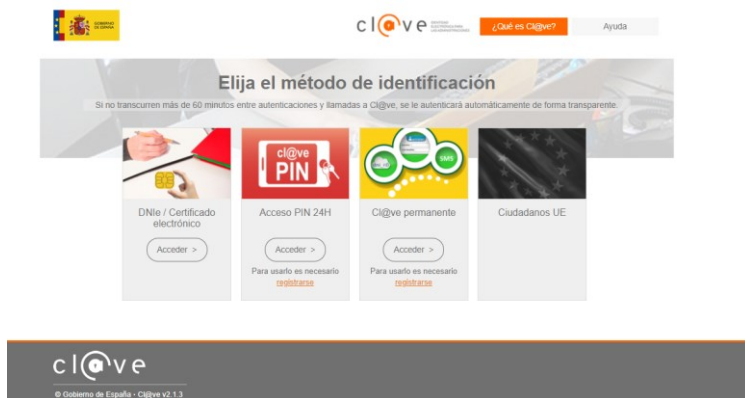 GOBIERNO
DE ESPAÑA
cl@ve
¿Qué es Cl@ve?
Ayuda
Elija el método de identificación
Si no transcurren más de 60 minutos entre autenticaciones y llamadas a Cl@ve, se le autenticará automáticamente de forma transparente.
cl@ve
PIN
SMS
DNIe / Certificado
electrónico
Acceso PIN 24H
Cl@ve permanente
Ciudadanos UE
Acceder >
Acceder >
Acceder >
Para usarlo es necesario
registrarse
Para usarlo es necesario
registrarse
cl@ve
© Gobierno de España - Cl@ve v2.1.3